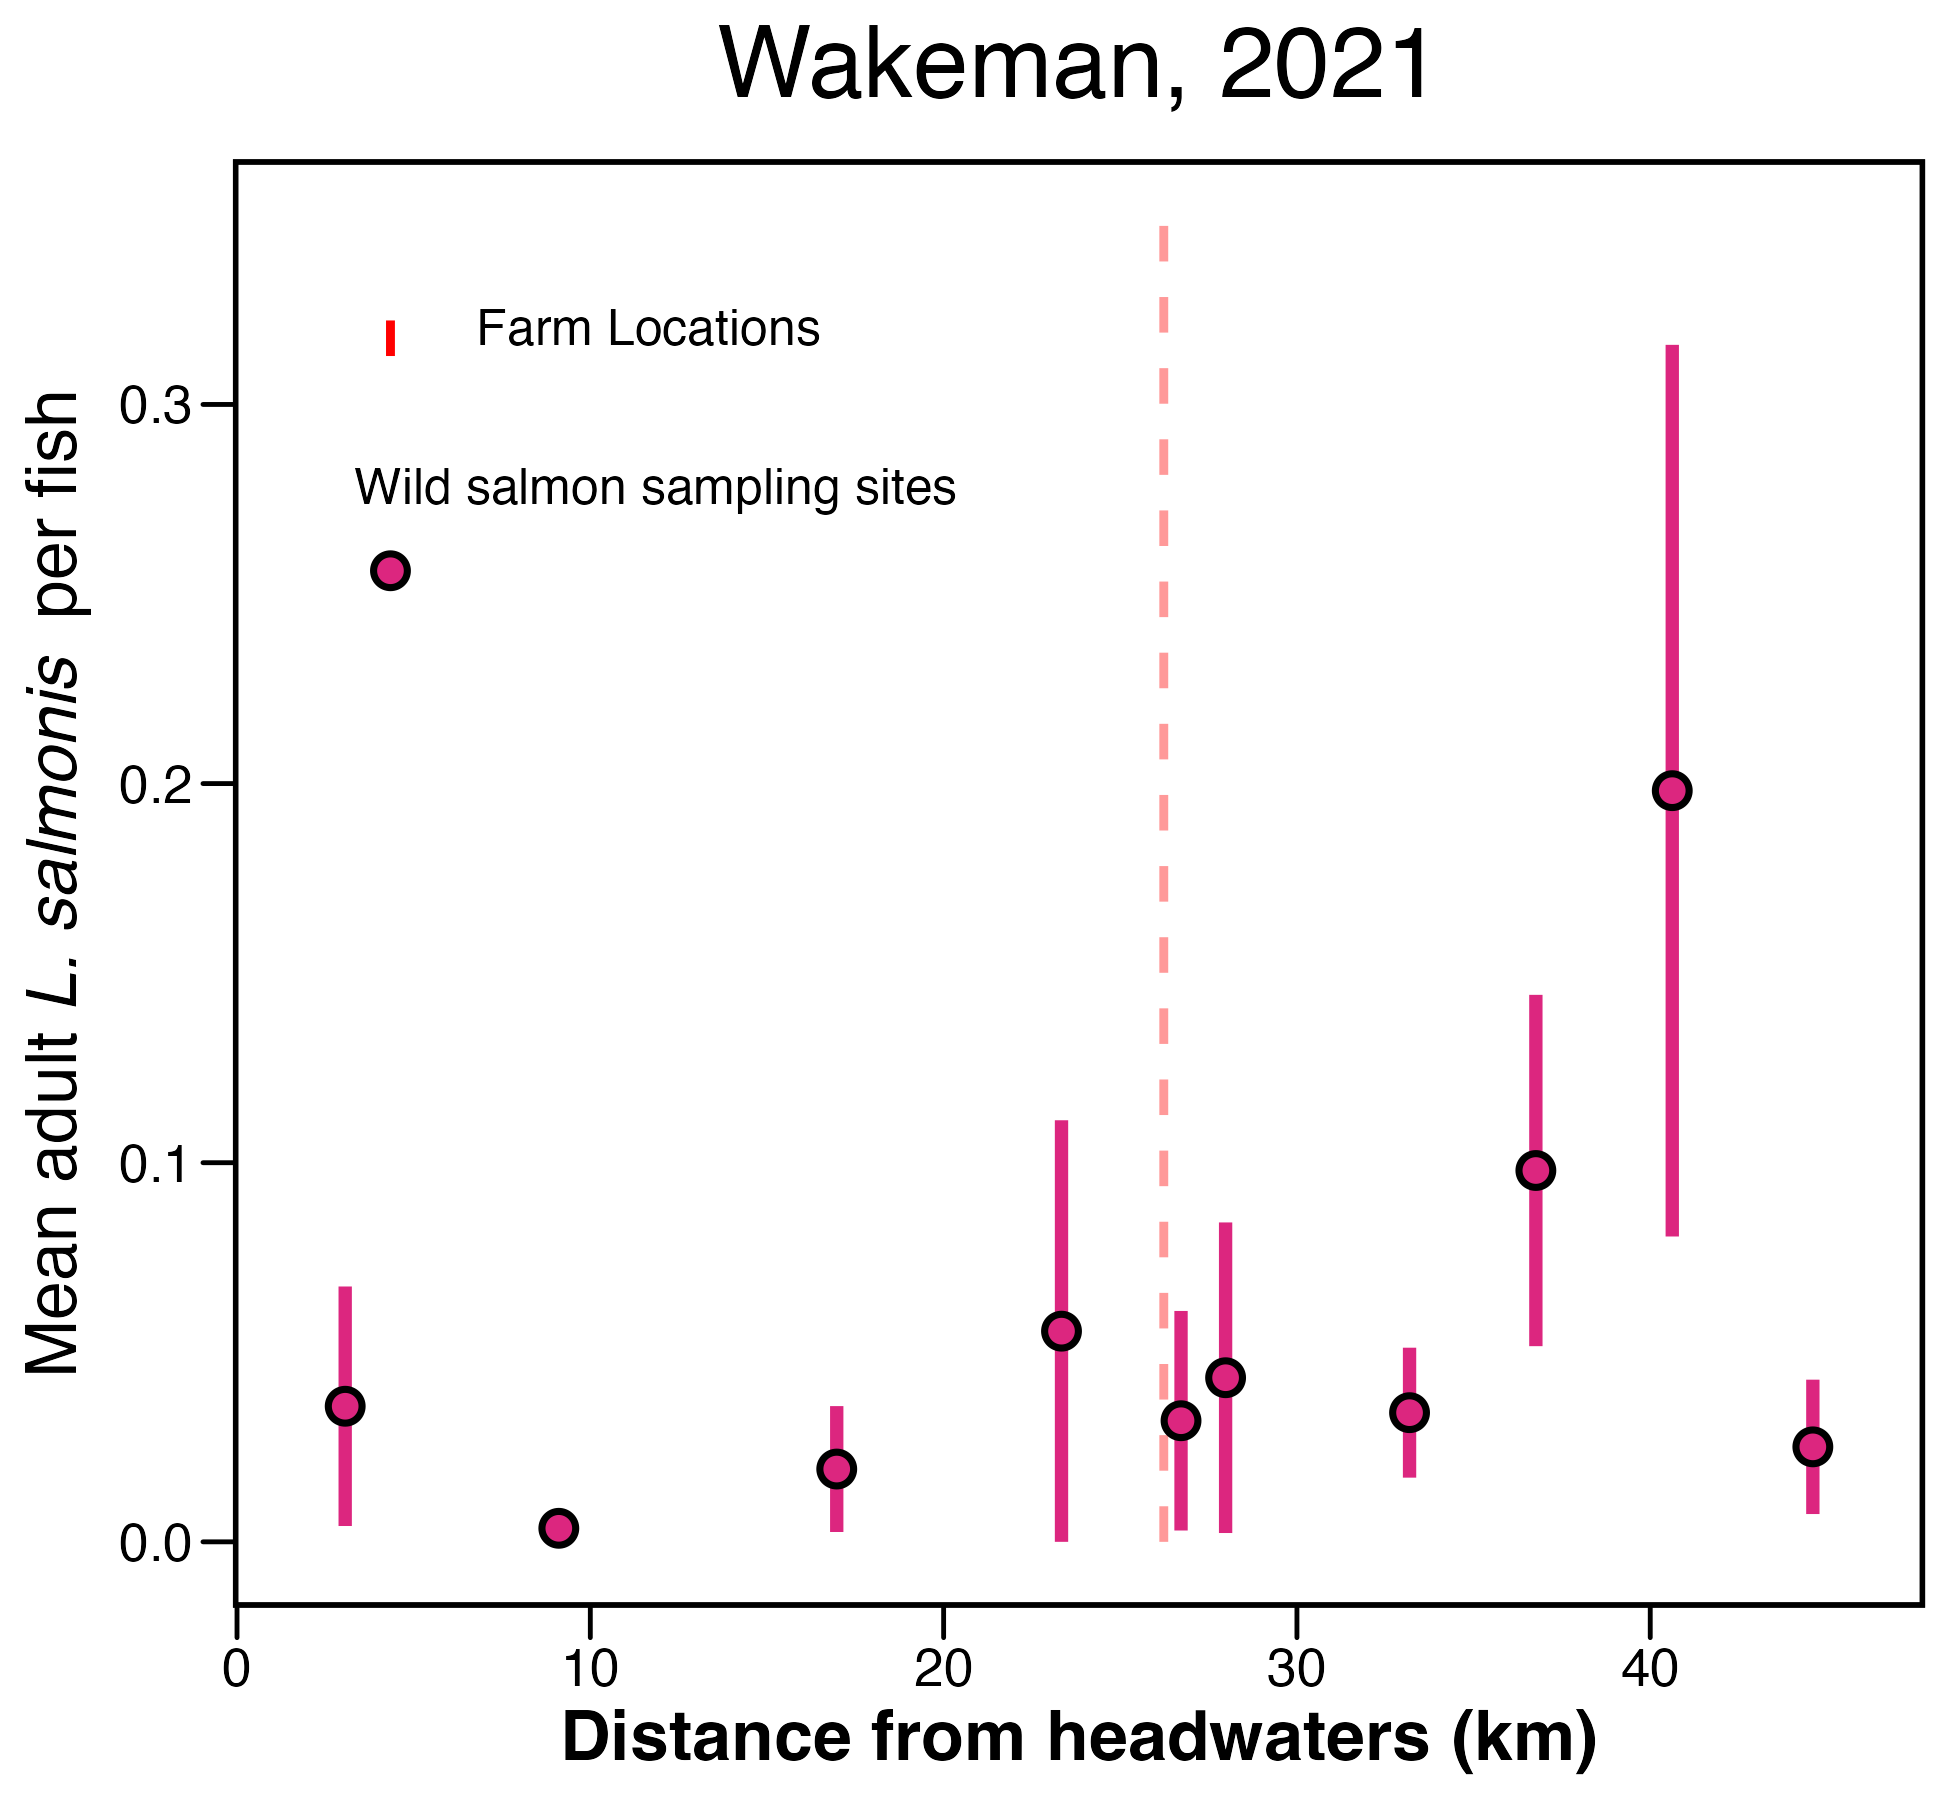 Wakeman, 2021
Mean adult L. salmonis per fish
0.3
0.2
0.1
0.0
Farm Locations
Wild salmon sampling sites
0 10 20 30 40
Distance from headwaters (km)